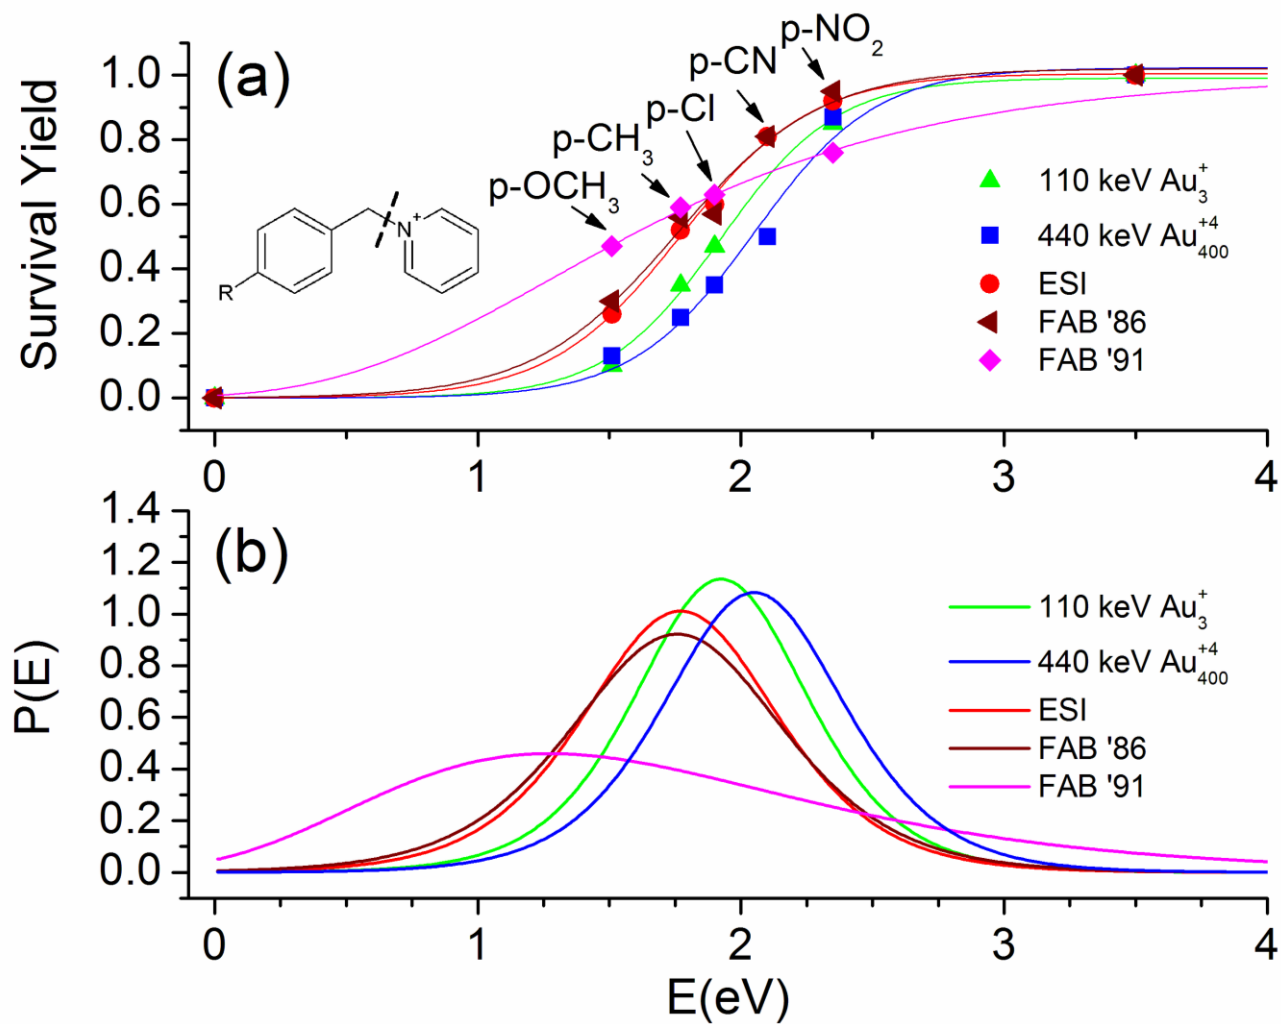 (a)
Survival Yield
1.0
0.8
0.6
0.4
0.2
0.0
p-OCH₃
p-CH₃
p-Cl
p-CN
p-NO₂
R
N⁺
110 keV Au₃⁺
440 keV Au₄₀₀⁺⁴
ESI
FAB '86
FAB '91
0 1 2 3 4
(b)
P(E)
1.4
1.2
1.0
0.8
0.6
0.4
0.2
0.0
110 keV Au₃⁺
440 keV Au₄₀₀⁺⁴
ESI
FAB '86
FAB '91
0 1 2 3 4
E(eV)